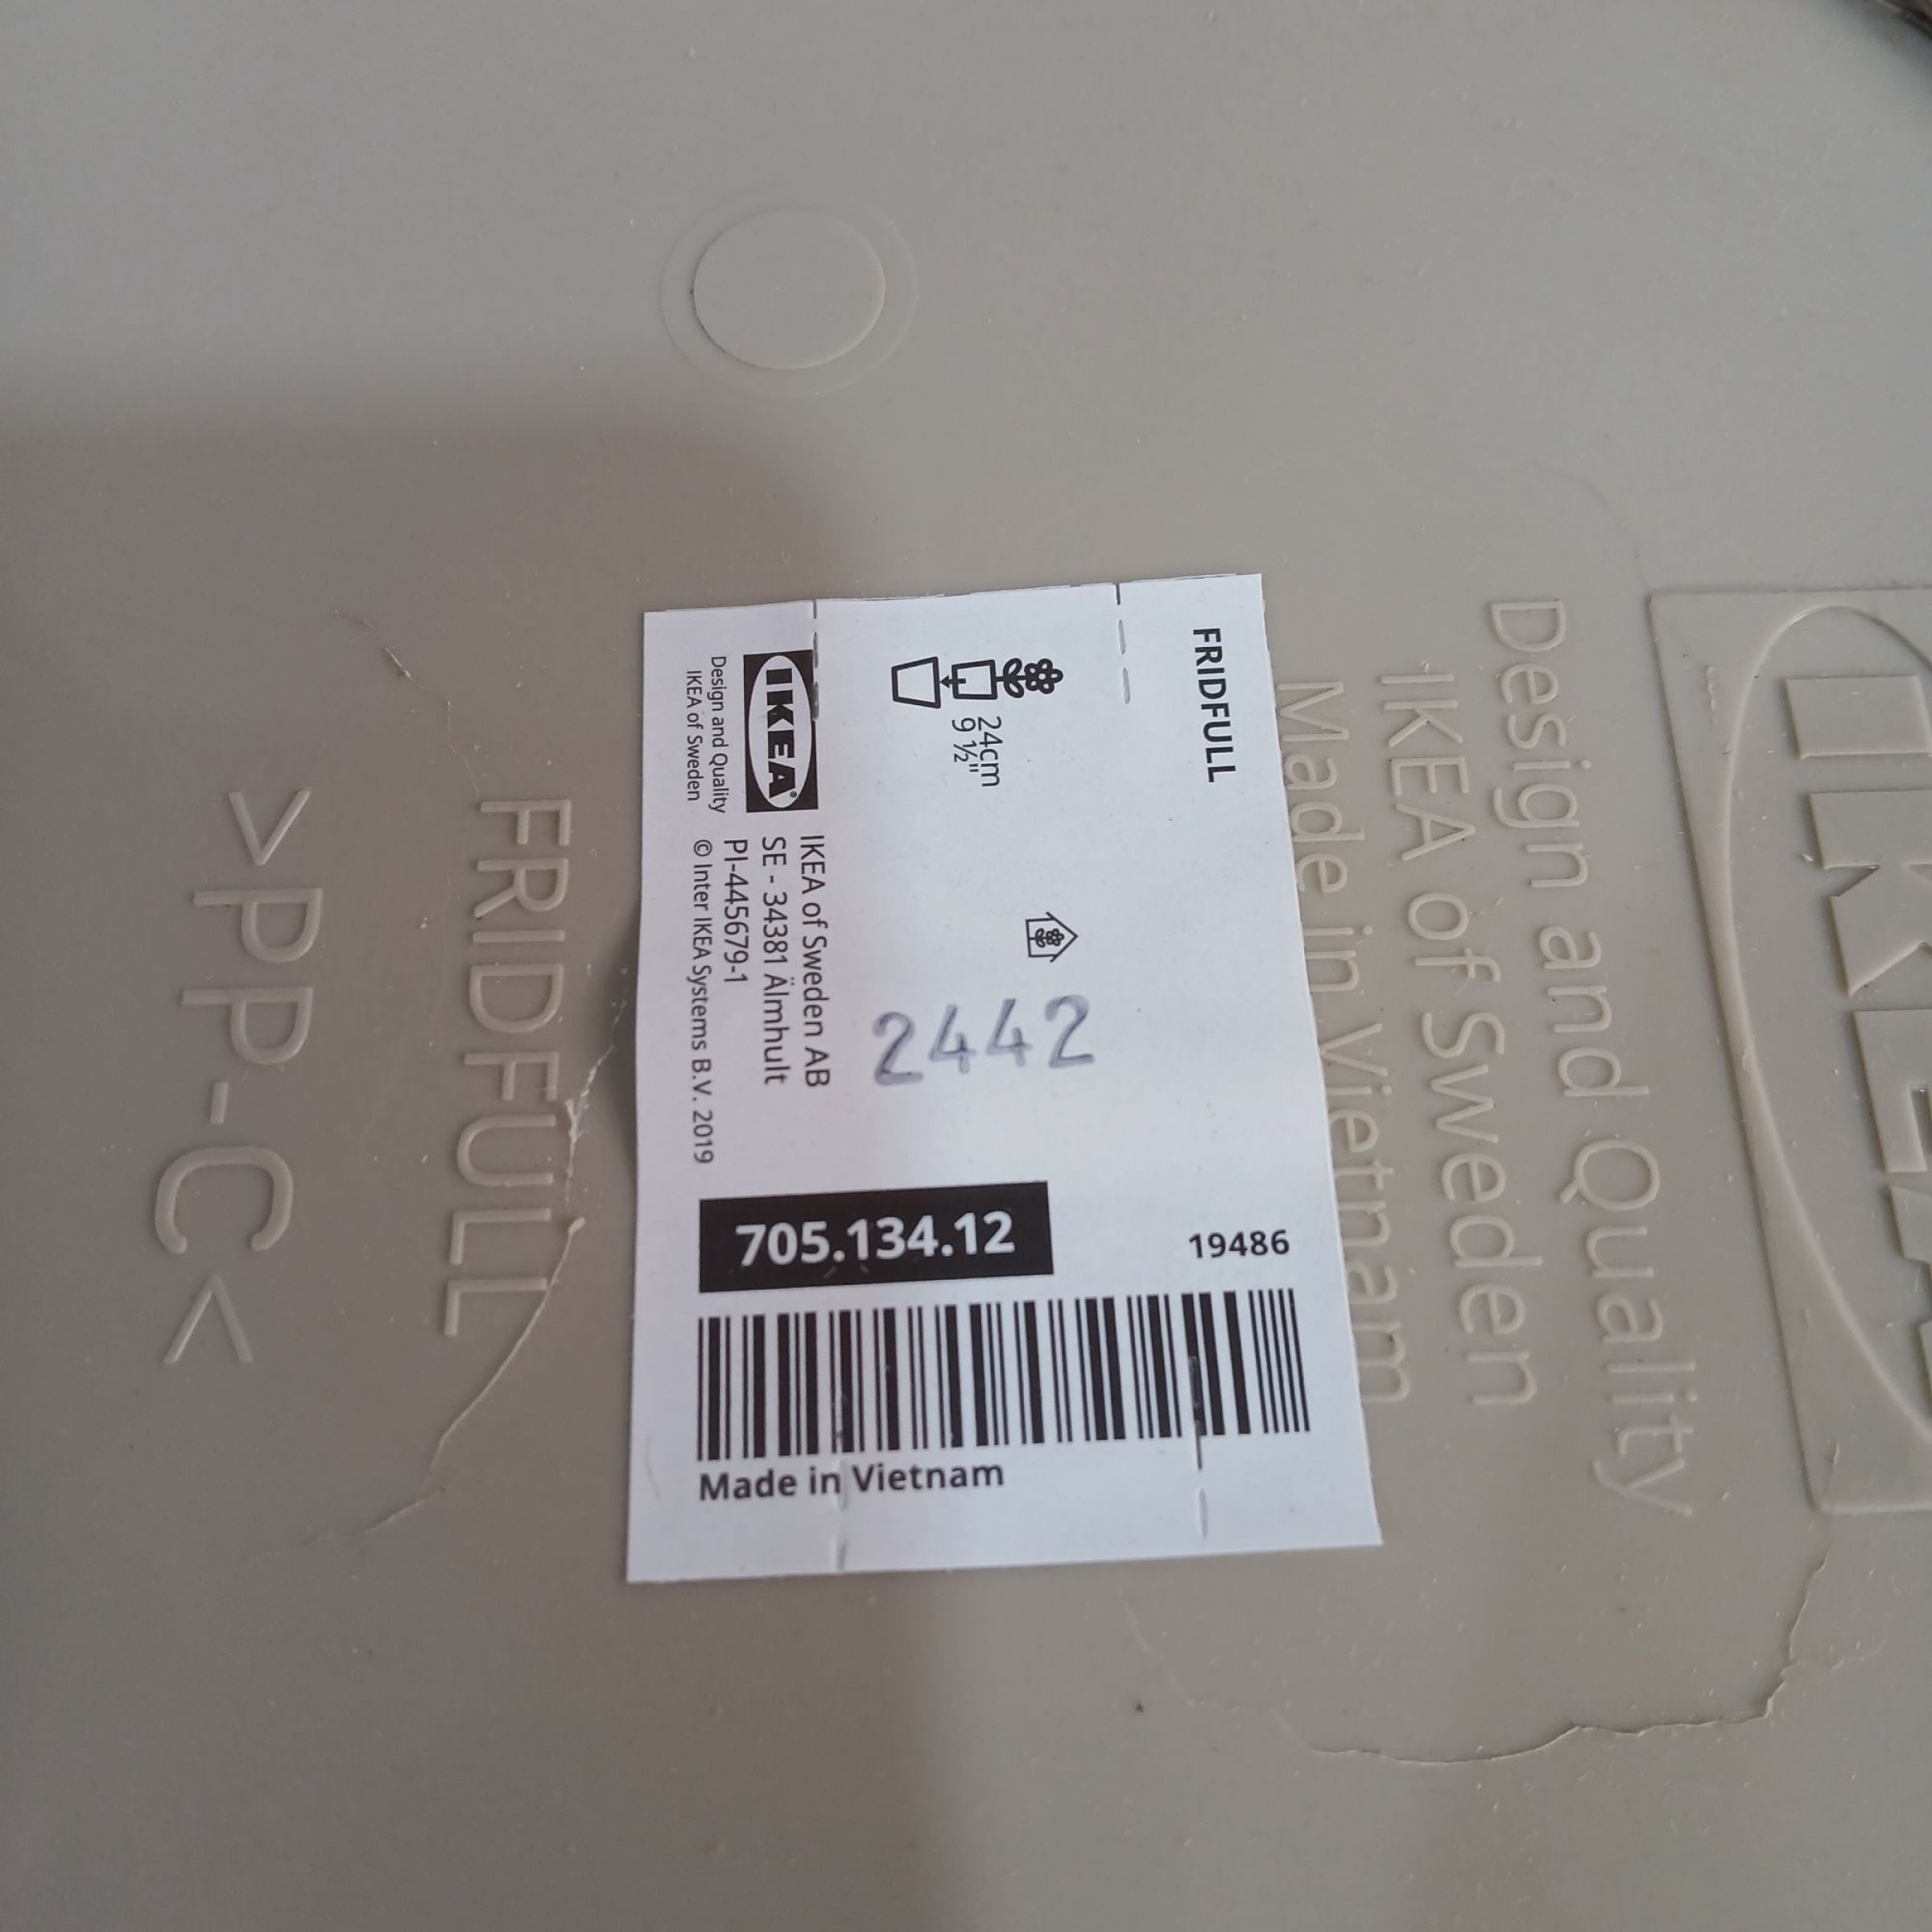 FRIDFULL
24cm
9 ½"
2442
IKEA®
Design and Quality
IKEA of Sweden
IKEA of Sweden AB
SE - 34381 Älmhult
PI-445679-1
© Inter IKEA Systems B.V. 2019
705.134.12
19486
Made in Vietnam
IKEA
Design and Quality
IKEA of Sweden
Made in Vietnam
FRIDFULL
>PP-C<